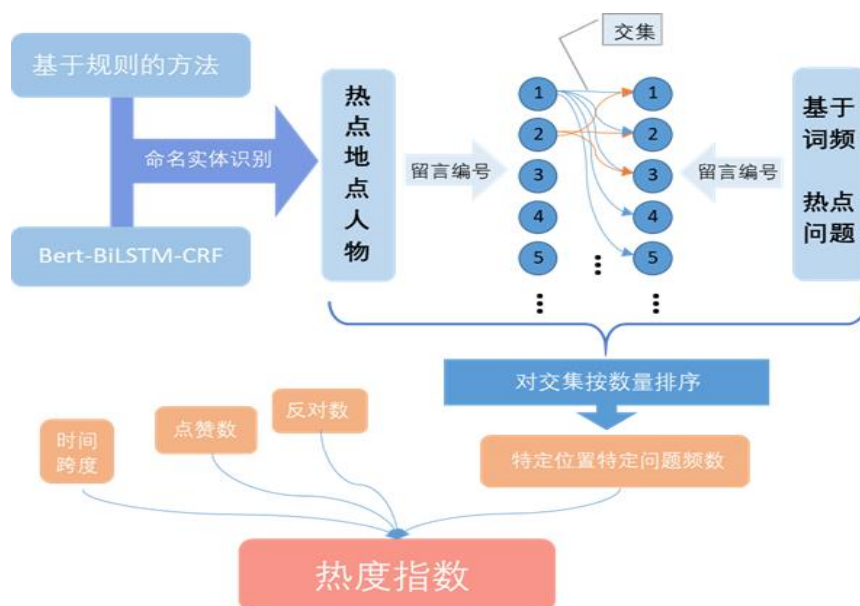 基于规则的方法
命名实体识别
Bert-BiLSTM-CRF
热
点
地
点
人
物
留言编号
交集
1
2
3
4
5
1
2
3
4
5
留言编号
基于
词频
热点
问题
对交集按数量排序
特定位置特定问题频数
时间
跨度
点赞数
反对数
热度指数